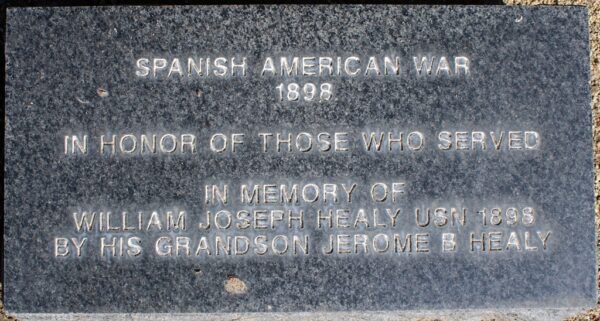 SPANISH AMERICAN WAR
1898
IN HONOR OF THOSE WHO SERVED
IN MEMORY OF
WILLIAM JOSEPH HEALY USN 1898
BY HIS GRANDSON JEROME B HEALY